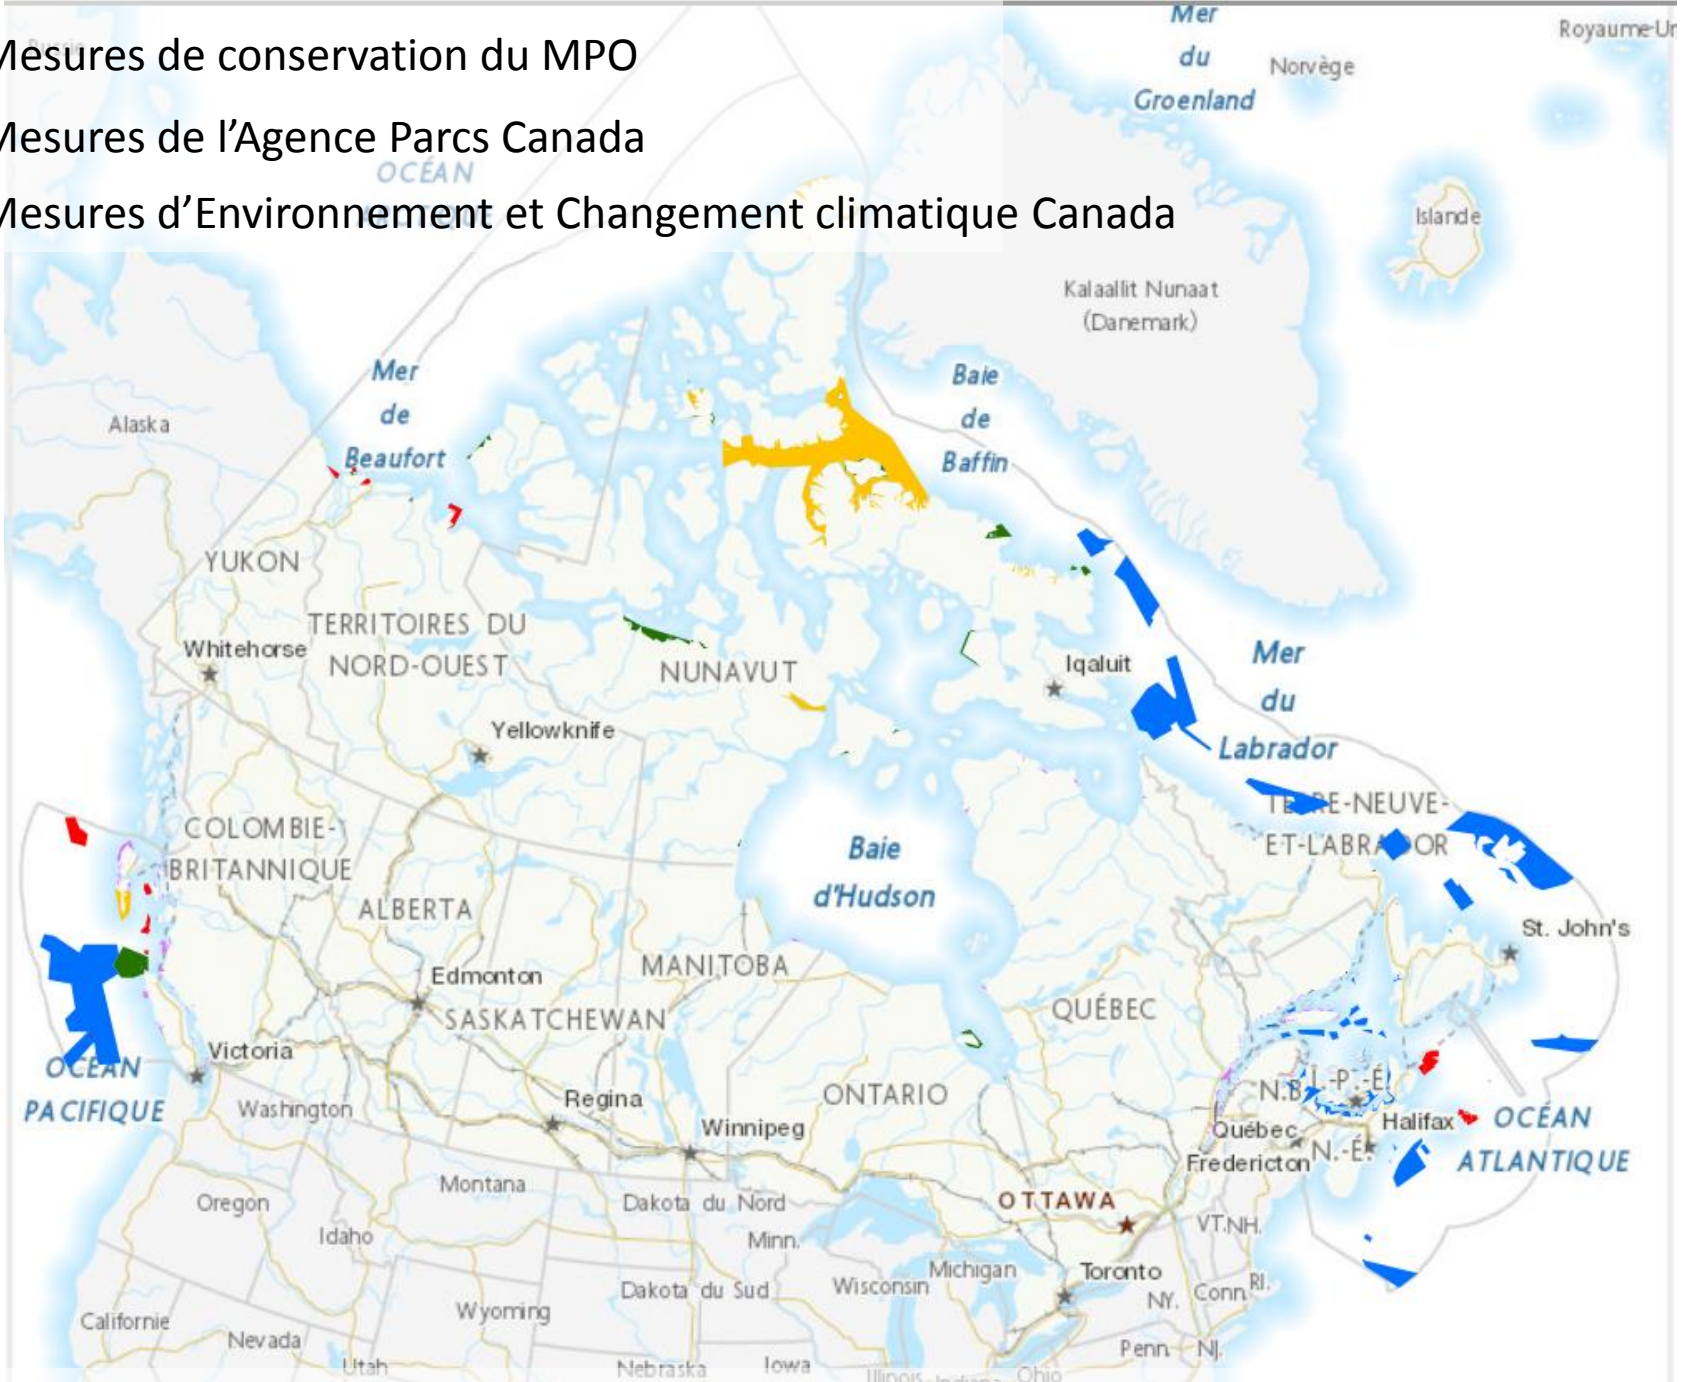 Mesures de conservation du MPO
Mesures de l’Agence Parcs Canada
Mesures d’Environnement et Changement climatique Canada
Russie
OCÉAN
ARCTIQUE
Mer
du
Groenland
Norvège
Islande
Kalaallit Nunaat
(Danemark)
Mer
de
Beaufort
Baie
de
Baffin
Alaska
YUKON
TERRITOIRES DU
NORD-OUEST
Whitehorse
NUNAVUT
Iqaluit
Mer
du
Labrador
Yellowknife
TERRE-NEUVE-
ET-LABRADOR
COLOMBIE-
BRITANNIQUE
Baie
d'Hudson
ALBERTA
St. John's
MANITOBA
Edmonton
SASKATCHEWAN
QUÉBEC
Victoria
OCÉAN
PACIFIQUE
Washington
Regina
Winnipeg
ONTARIO
N.B.
Î.-P.-É.
Halifax
Québec
N.-É.
Fredericton
OCÉAN
ATLANTIQUE
Oregon
Idaho
Montana
Dakota du Nord
Minn.
OTTAWA
VT.
NH.
Dakota du Sud
Wisconsin
Michigan
Toronto
NY.
Conn.
RI.
Californie
Nevada
Wyoming
Utah
Nebraska
Iowa
Illinois
Indiana
Ohio
Penn.
NJ.